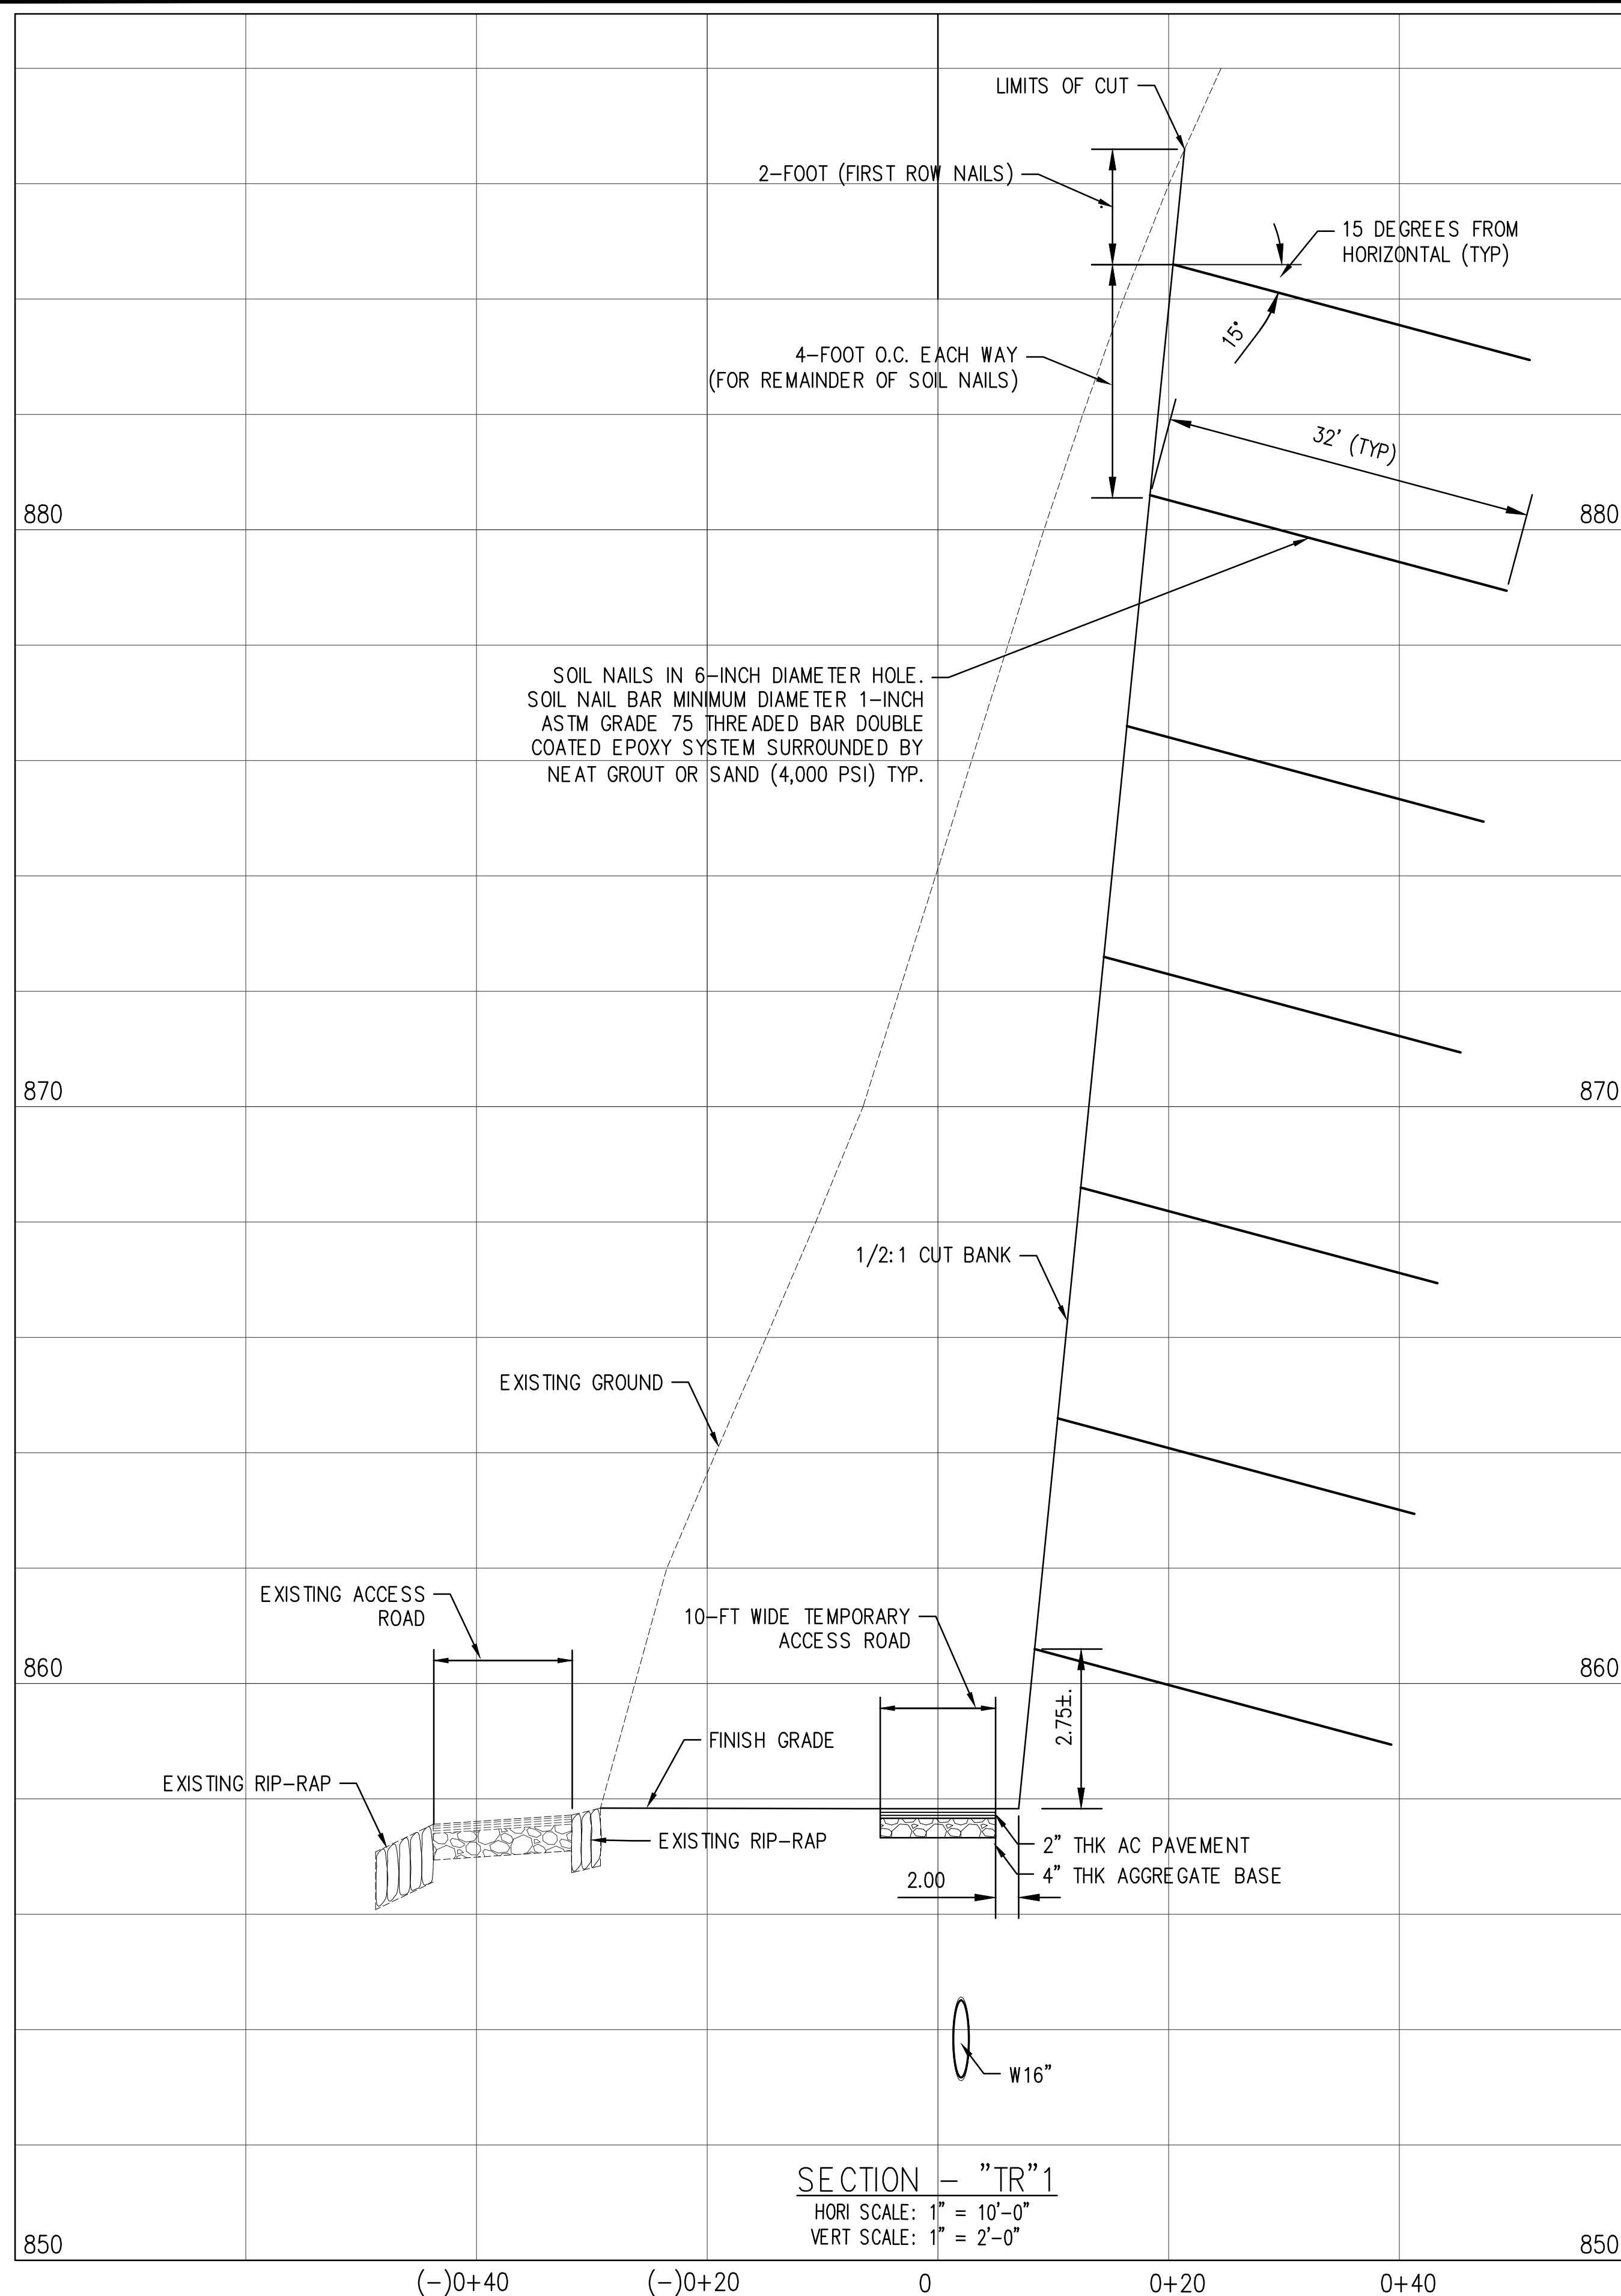 LIMITS OF CUT
2-FOOT (FIRST ROW NAILS)
15 DEGREES FROM
HORIZONTAL (TYP)
15°
4-FOOT O.C. EACH WAY
(FOR REMAINDER OF SOIL NAILS)
32' (TYP)
880
880
SOIL NAILS IN 6-INCH DIAMETER HOLE.
SOIL NAIL BAR MINIMUM DIAMETER 1-INCH
ASTM GRADE 75 THREADED BAR DOUBLE
COATED EPOXY SYSTEM SURROUNDED BY
NEAT GROUT OR SAND (4,000 PSI) TYP.
870
870
1/2:1 CUT BANK
EXISTING GROUND
EXISTING ACCESS
ROAD
10-FT WIDE TEMPORARY
ACCESS ROAD
860
860
2.75±.
FINISH GRADE
EXISTING RIP-RAP
EXISTING RIP-RAP
2" THK AC PAVEMENT
4" THK AGGREGATE BASE
2.00
W16"
SECTION - "TR"1
HORI SCALE: 1" = 10'-0"
VERT SCALE: 1" = 2'-0"
850
850
(-)0+40
(-)0+20
0
0+20
0+40